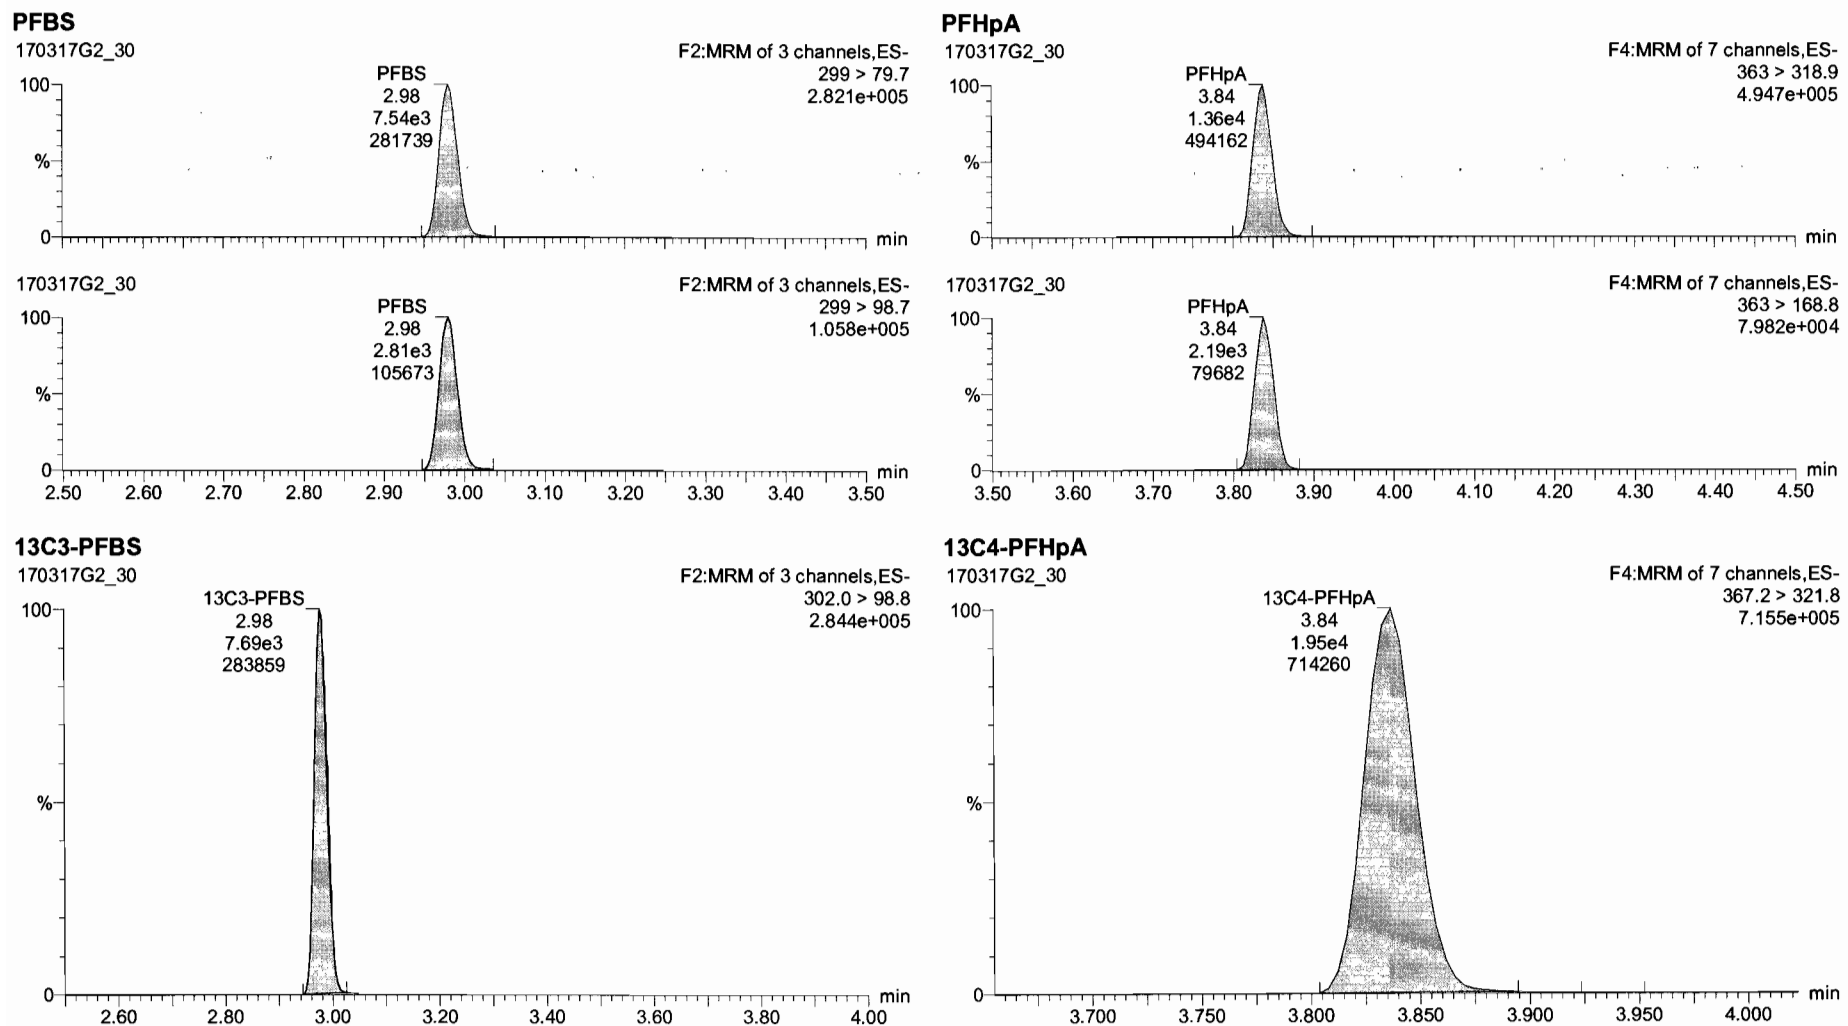 PFBS
170317G2_30
F2:MRM of 3 channels,ES-
299 > 79.7
2.821e+005
PFBS
2.98
7.54e3
281739
100
%
0
min
170317G2_30
F2:MRM of 3 channels,ES-
299 > 98.7
1.058e+005
PFBS
2.98
2.81e3
105673
100
%
0
min
2.50 2.60 2.70 2.80 2.90 3.00 3.10 3.20 3.30 3.40 3.50
13C3-PFBS
170317G2_30
F2:MRM of 3 channels,ES-
302.0 > 98.8
2.844e+005
13C3-PFBS
2.98
7.69e3
283859
100
%
0
min
2.60 2.80 3.00 3.20 3.40 3.60 3.80 4.00
PFHpA
170317G2_30
F4:MRM of 7 channels,ES-
363 > 318.9
4.947e+005
PFHpA
3.84
1.36e4
494162
100
%
0
min
170317G2_30
F4:MRM of 7 channels,ES-
363 > 168.8
7.982e+004
PFHpA
3.84
2.19e3
79682
100
%
0
min
3.50 3.60 3.70 3.80 3.90 4.00 4.10 4.20 4.30 4.40 4.50
13C4-PFHpA
170317G2_30
F4:MRM of 7 channels,ES-
367.2 > 321.8
7.155e+005
13C4-PFHpA
3.84
1.95e4
714260
100
%
0
min
3.700 3.750 3.800 3.850 3.900 3.950 4.000